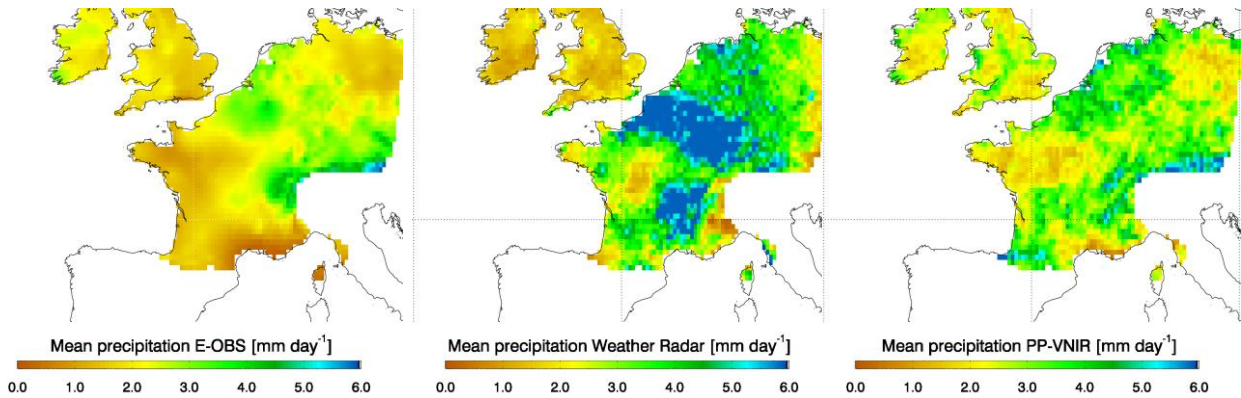 Mean precipitation E-OBS [mm day⁻¹]
0.0 1.0 2.0 3.0 4.0 5.0 6.0
Mean precipitation Weather Radar [mm day⁻¹]
0.0 1.0 2.0 3.0 4.0 5.0 6.0
Mean precipitation PP-VNIR [mm day⁻¹]
0.0 1.0 2.0 3.0 4.0 5.0 6.0